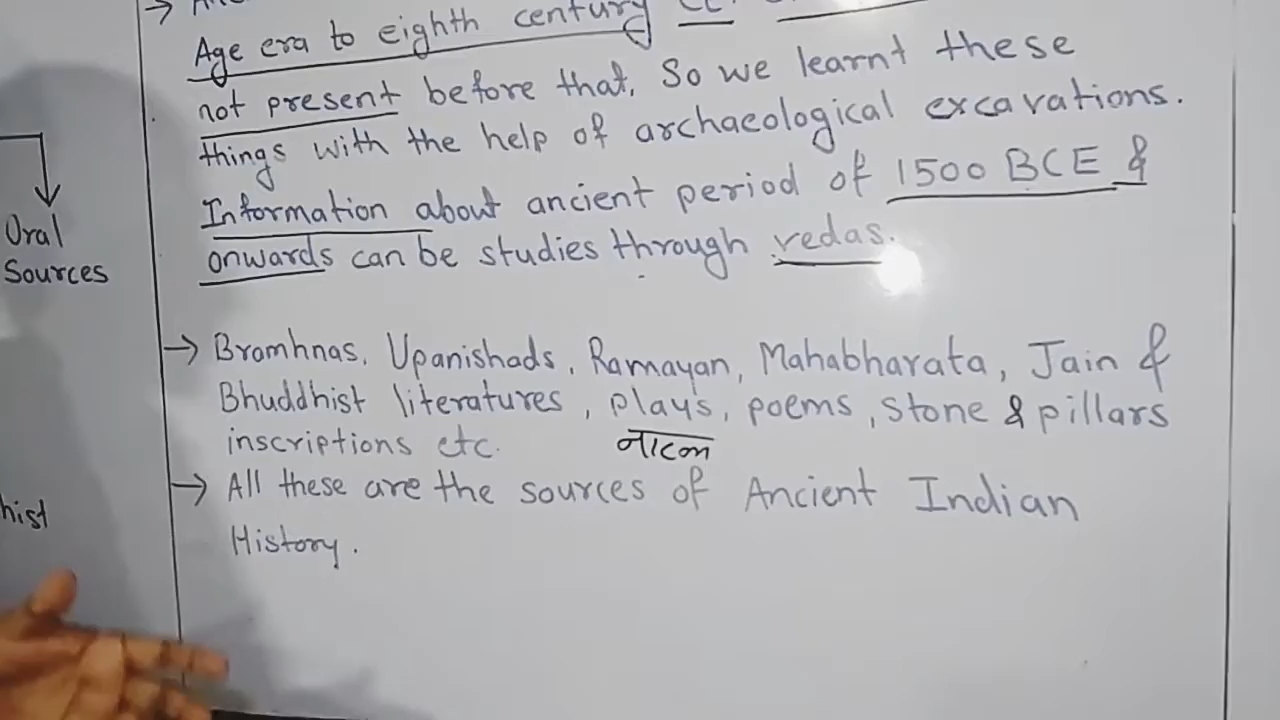 Age era to eighth century CE.
not present before that, So we learnt these
things with the help of archaeological excavations.
Information about ancient period of 1500 BCE &
onwards can be studies through vedas.
→ Bromhnas, Upanishads, Ramayan, Mahabharata, Jain &
Bhuddhist literatures, plays, poems, Stone & pillars
inscriptions etc.
नाटक
→ All these are the sources of Ancient Indian
History.
Oral
Sources
hist